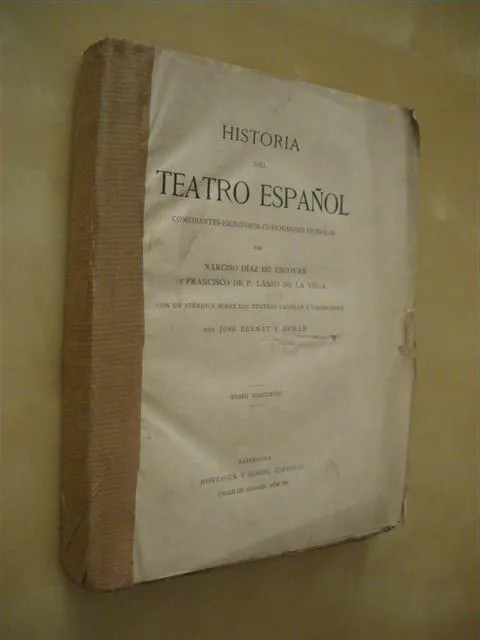 HISTORIA
DEL
TEATRO ESPAÑOL
COMEDIANTES-ESCRITORES-CURIOSIDADES ESCÉNICAS
POR
NARCISO DÍAZ DE ESCOVAR
Y FRANCISCO DE P. LASSO DE LA VEGA
CON UN APÉNDICE SOBRE LOS TEATROS CATALÁN Y VALENCIANO
POR JOSÉ BERNAT Y DURÁN
TOMO SEGUNDO
BARCELONA
MONTANER Y SIMÓN, EDITORES
CALLE DE ARAGÓN, NÚM.